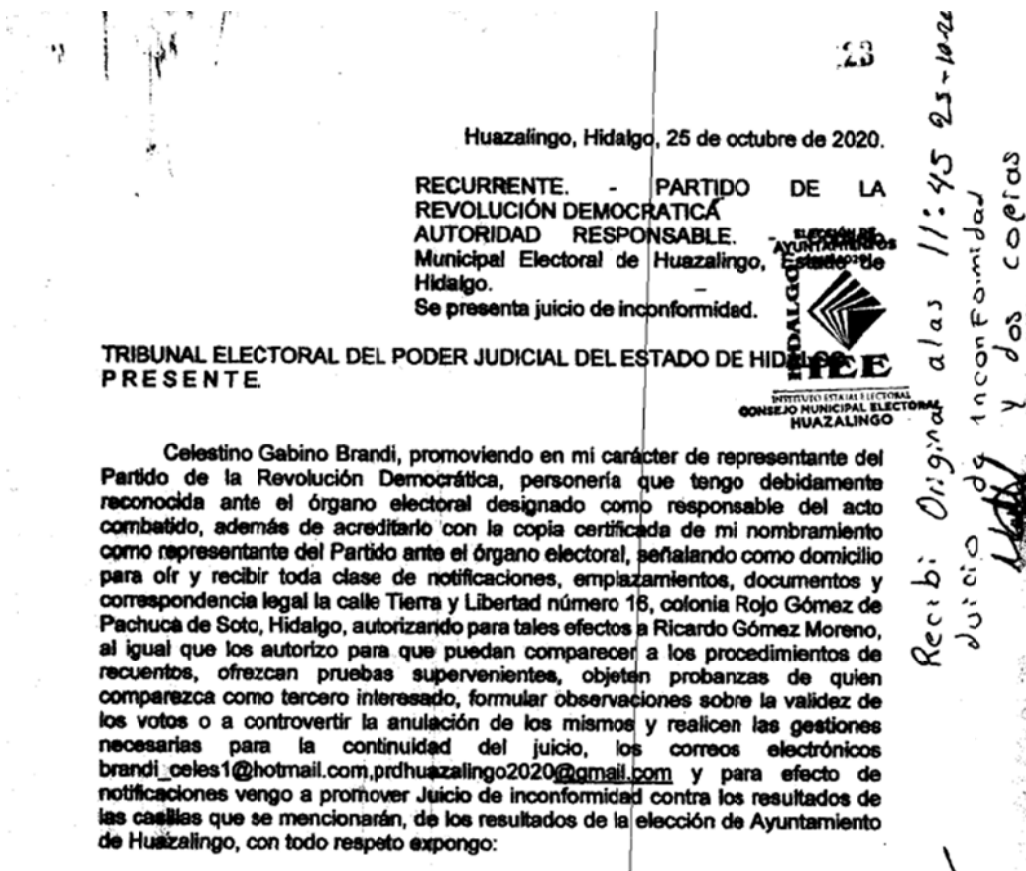 :23
Huazalingo, Hidalgo, 25 de octubre de 2020.
RECURRENTE. - PARTIDO DE LA
REVOLUCIÓN DEMOCRATICA
AUTORIDAD RESPONSABLE. -
Municipal Electoral de Huazalingo, Estado de
Hidalgo.
Se presenta juicio de inconformidad.
ELECCIÓN DE
AYUNTAMIENTOS
HIDALGO
IEE
INSTITUTO ESTATAL ELECTORAL
CONSEJO MUNICIPAL ELECTORAL
HUAZALINGO
TRIBUNAL ELECTORAL DEL PODER JUDICIAL DEL ESTADO DE HIDALGO
P R E S E N T E.
Celestino Gabino Brandi, promoviendo en mi carácter de representante del
Partido de la Revolución Democrática, personería que tengo debidamente
reconocida ante el órgano electoral designado como responsable del acto
combatido, además de acreditarlo con la copia certificada de mi nombramiento
como representante del Partido ante el órgano electoral, señalando como domicilio
para oír y recibir toda clase de notificaciones, emplazamientos, documentos y
correspondencia legal la calle Tierra y Libertad número 16, colonia Rojo Gómez de
Pachuca de Soto, Hidalgo, autorizando para tales efectos a Ricardo Gómez Moreno,
al igual que los autorizo para que puedan comparecer a los procedimientos de
recuentos, ofrezcan pruebas supervenientes, objeten probanzas de quien
comparezca como tercero interesado, formular observaciones sobre la validez de
los votos o a controvertir la anulación de los mismos y realicen las gestiones
necesarias para la continuidad del juicio, los correos electrónicos
brandi_celes1@hotmail.com,prdhuazalingo2020@gmail.com y para efecto de
notificaciones vengo a promover Juicio de inconformidad contra los resultados de
las casillas que se mencionarán, de los resultados de la elección de Ayuntamiento
de Huazalingo, con todo respeto expongo:
Recibi Original alas 11:45
Juicio de inconformidad
y dos copias